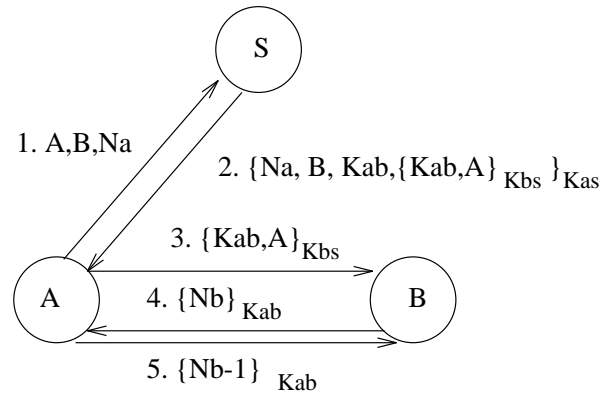 S
1. A,B,Na
2. {Na, B, Kab,{Kab,A}Kbs }Kas
3. {Kab,A}Kbs
A
4. {Nb}Kab
B
5. {Nb-1} Kab